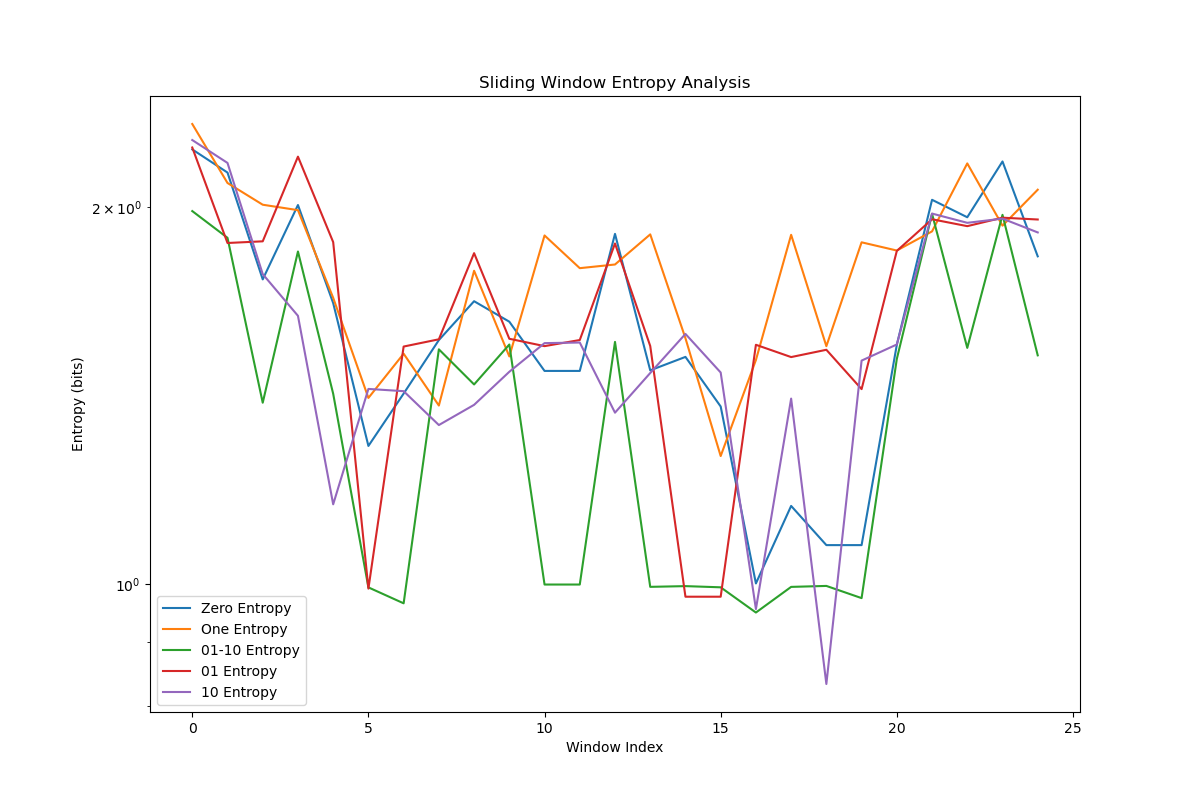 Sliding Window Entropy Analysis
Entropy (bits)
2 × 10⁰
10⁰
Zero Entropy
One Entropy
01-10 Entropy
01 Entropy
10 Entropy
0 5 10 15 20 25
Window Index